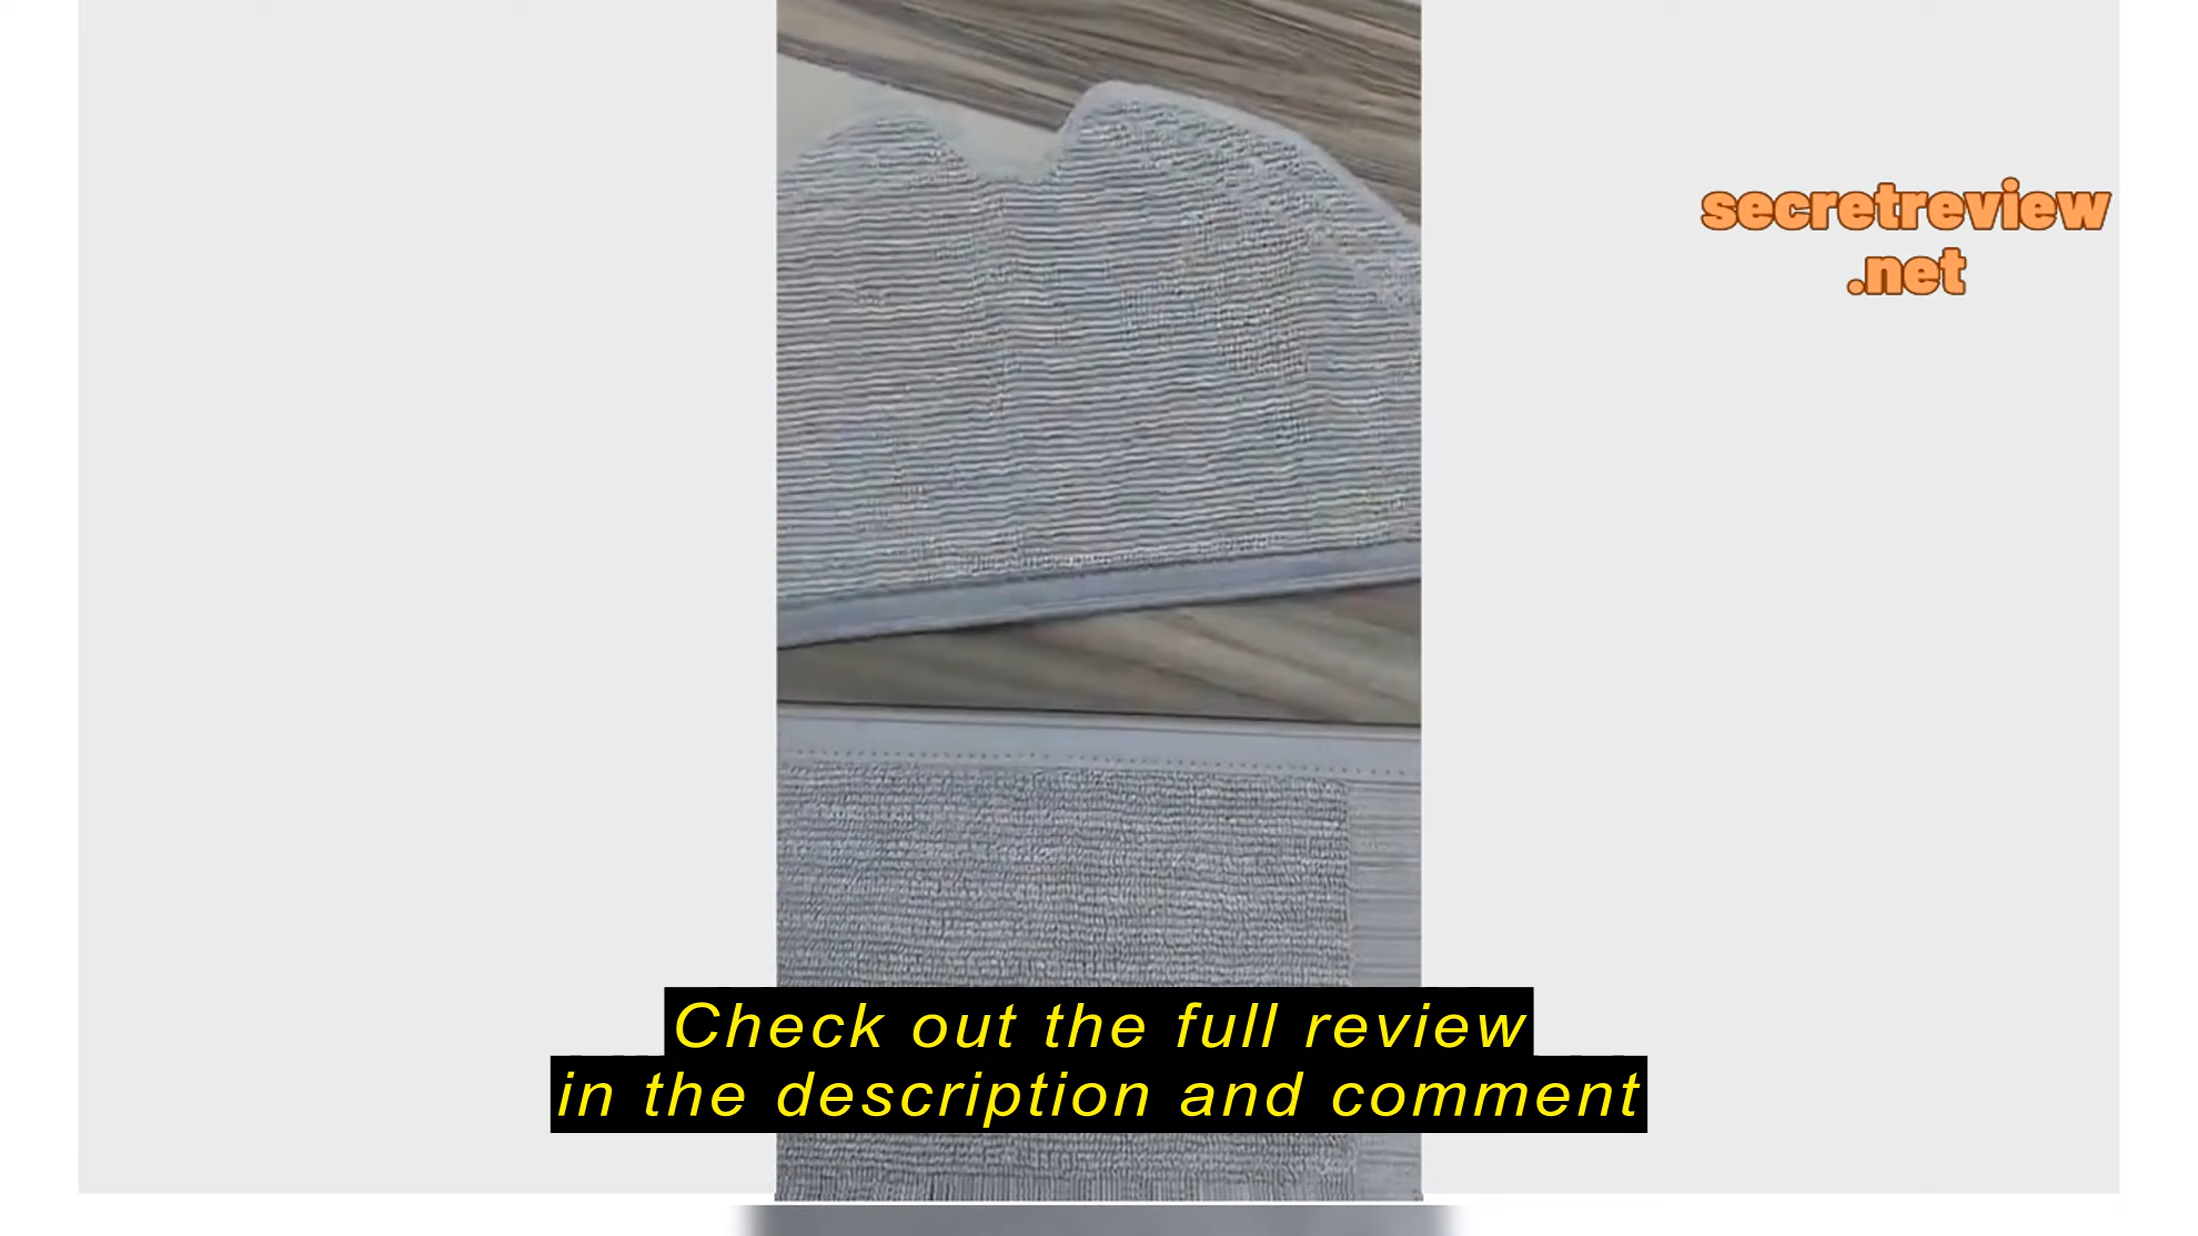 secretreview
.net
Check out the full review
in the description and comment